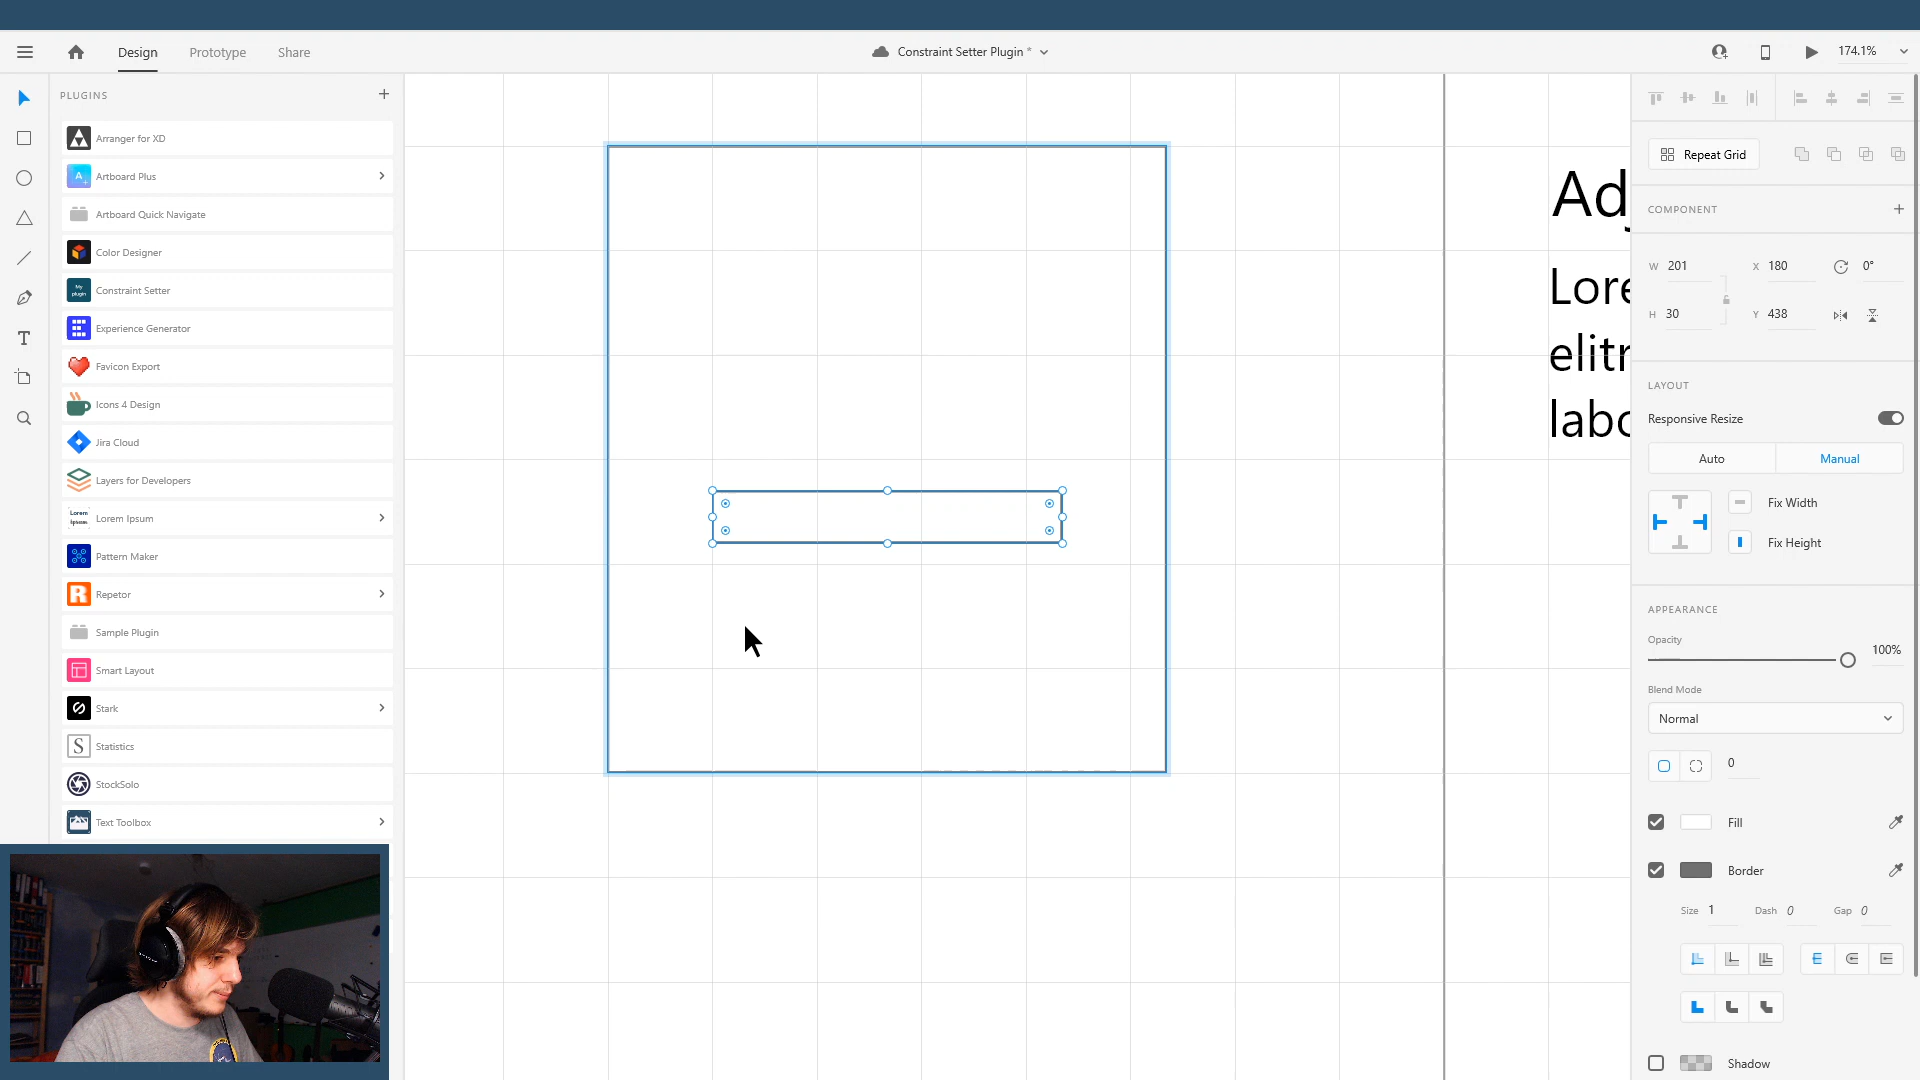 Design
Prototype
Share
Constraint Setter Plugin *
174.1%
PLUGINS
Arranger for XD
Artboard Plus
Artboard Quick Navigate
Color Designer
My plugin
Constraint Setter
Experience Generator
Favicon Export
Icons 4 Design
Jira Cloud
Layers for Developers
Lorem Ipsum
Lorem Ipsum
Pattern Maker
Repetor
Sample Plugin
Smart Layout
Stark
Statistics
StockSolo
Text Toolbox
Ad
Lore
elitr
labo
Repeat Grid
COMPONENT
W 201
X 180
0°
H 30
Y 438
LAYOUT
Responsive Resize
Auto
Manual
Fix Width
Fix Height
APPEARANCE
Opacity
100%
Blend Mode
Normal
0
Fill
Border
Size 1
Dash 0
Gap 0
Shadow